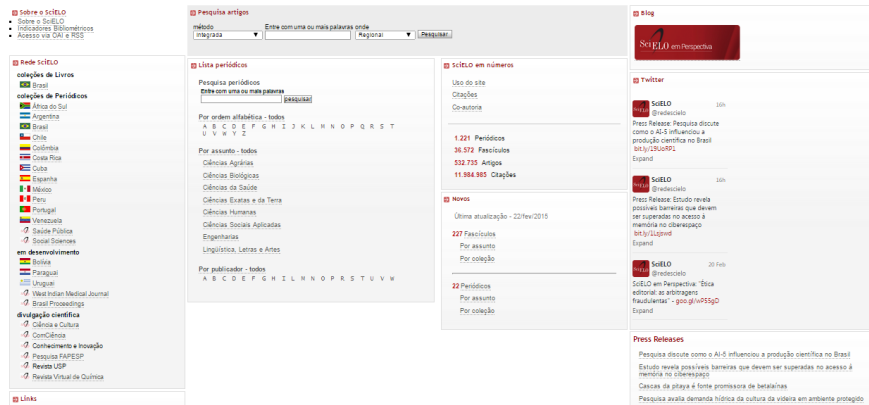 Sobre o SciELO
Sobre o SciELO
Indicadores Bibliométricos
Acesso via OAI e RSS
Rede SciELO
coleções de Livros
Brasil
coleções de Periódicos
África do Sul
Argentina
Brasil
Chile
Colômbia
Costa Rica
Cuba
Espanha
México
Peru
Portugal
Venezuela
Saúde Pública
Social Sciences
em desenvolvimento
Bolívia
Paraguai
Uruguai
West Indian Medical Journal
Brasil Proceedings
divulgação científica
Ciência e Cultura
ComCiência
Conhecimento e Inovação
Pesquisa FAPESP
Revista USP
Revista Virtual de Química
Links
Pesquisa artigos
método Entre com uma ou mais palavras onde
Integrada Regional Pesquisar
Lista periódicos
Pesquisa periódicos
Entre com uma ou mais palavras
pesquisar
Por ordem alfabética - todos
A B C D E F G H I J K L M N O P Q R S T
U V W Y Z
Por assunto - todos
Ciências Agrárias
Ciências Biológicas
Ciências da Saúde
Ciências Exatas e da Terra
Ciências Humanas
Ciências Sociais Aplicadas
Engenharias
Lingüística, Letras e Artes
Por publicador - todos
A B C D E F G H I L M N O P R S T U V W
SciELO em números
Uso do site
Citações
Co-autoria
1.221 Periódicos
36.572 Fascículos
532.735 Artigos
11.984.985 Citações
Novos
Última atualização - 22/fev/2015
227 Fascículos
Por assunto
Por coleção
22 Periódicos
Por assunto
Por coleção
Blog
SciELO em Perspectiva
Twitter
SciELO 16h
@redescielo
Press Release: Pesquisa discute
como o AI-5 influenciou a
produção científica no Brasil
bit.ly/19UoRP1
Expand
SciELO 16h
@redescielo
Press Release: Estudo revela
possíveis barreiras que devem
ser superadas no acesso à
memória no ciberespaço
bit.ly/1Lsjswd
Expand
SciELO 20 Feb
@redescielo
SciELO em Perspectiva: "Ética
editorial: as arbitragens
fraudulentas" - goo.gl/wP5SgD
Expand
Press Releases
Pesquisa discute como o AI-5 influenciou a produção científica no Brasil
Estudo revela possíveis barreiras que devem ser superadas no acesso à
memória no ciberespaço
Cascas da pitaya é fonte promissora de betalaínas
Pesquisa avalia demanda hídrica da cultura da videira em ambiente protegido